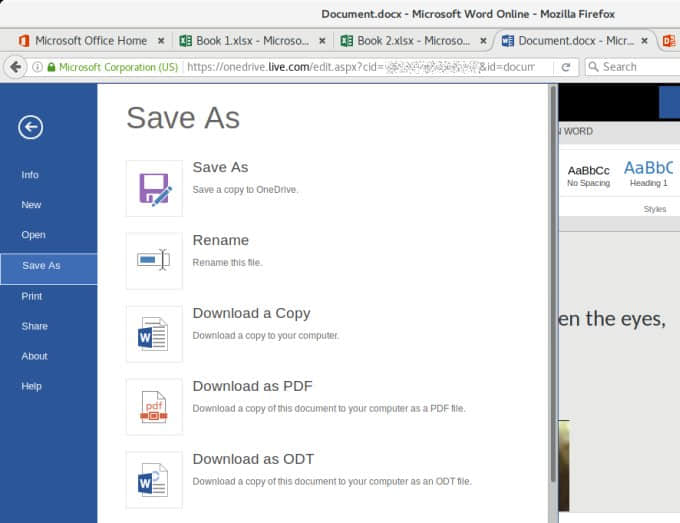 Document.docx - Microsoft Word Online - Mozilla Firefox
Microsoft Office Home
Book 1.xlsx - Microso...
Book 2.xlsx - Microso...
Document.docx - Micr...
Microsoft Corporation (US)
https://onedrive.live.com/edit.aspx?cid=
&id=docum
Search
Save As
Info
New
Open
Save As
Print
Share
About
Help
Save As
Save a copy to OneDrive.
Rename
Rename this file.
Download a Copy
Download a copy to your computer.
Download as PDF
Download a copy of this document to your computer as a PDF file.
Download as ODT
Download a copy of this document to your computer as an ODT file.
pdf
N WORD
AaBbCc
No Spacing
AaBbC
Heading 1
Styles
en the eyes,